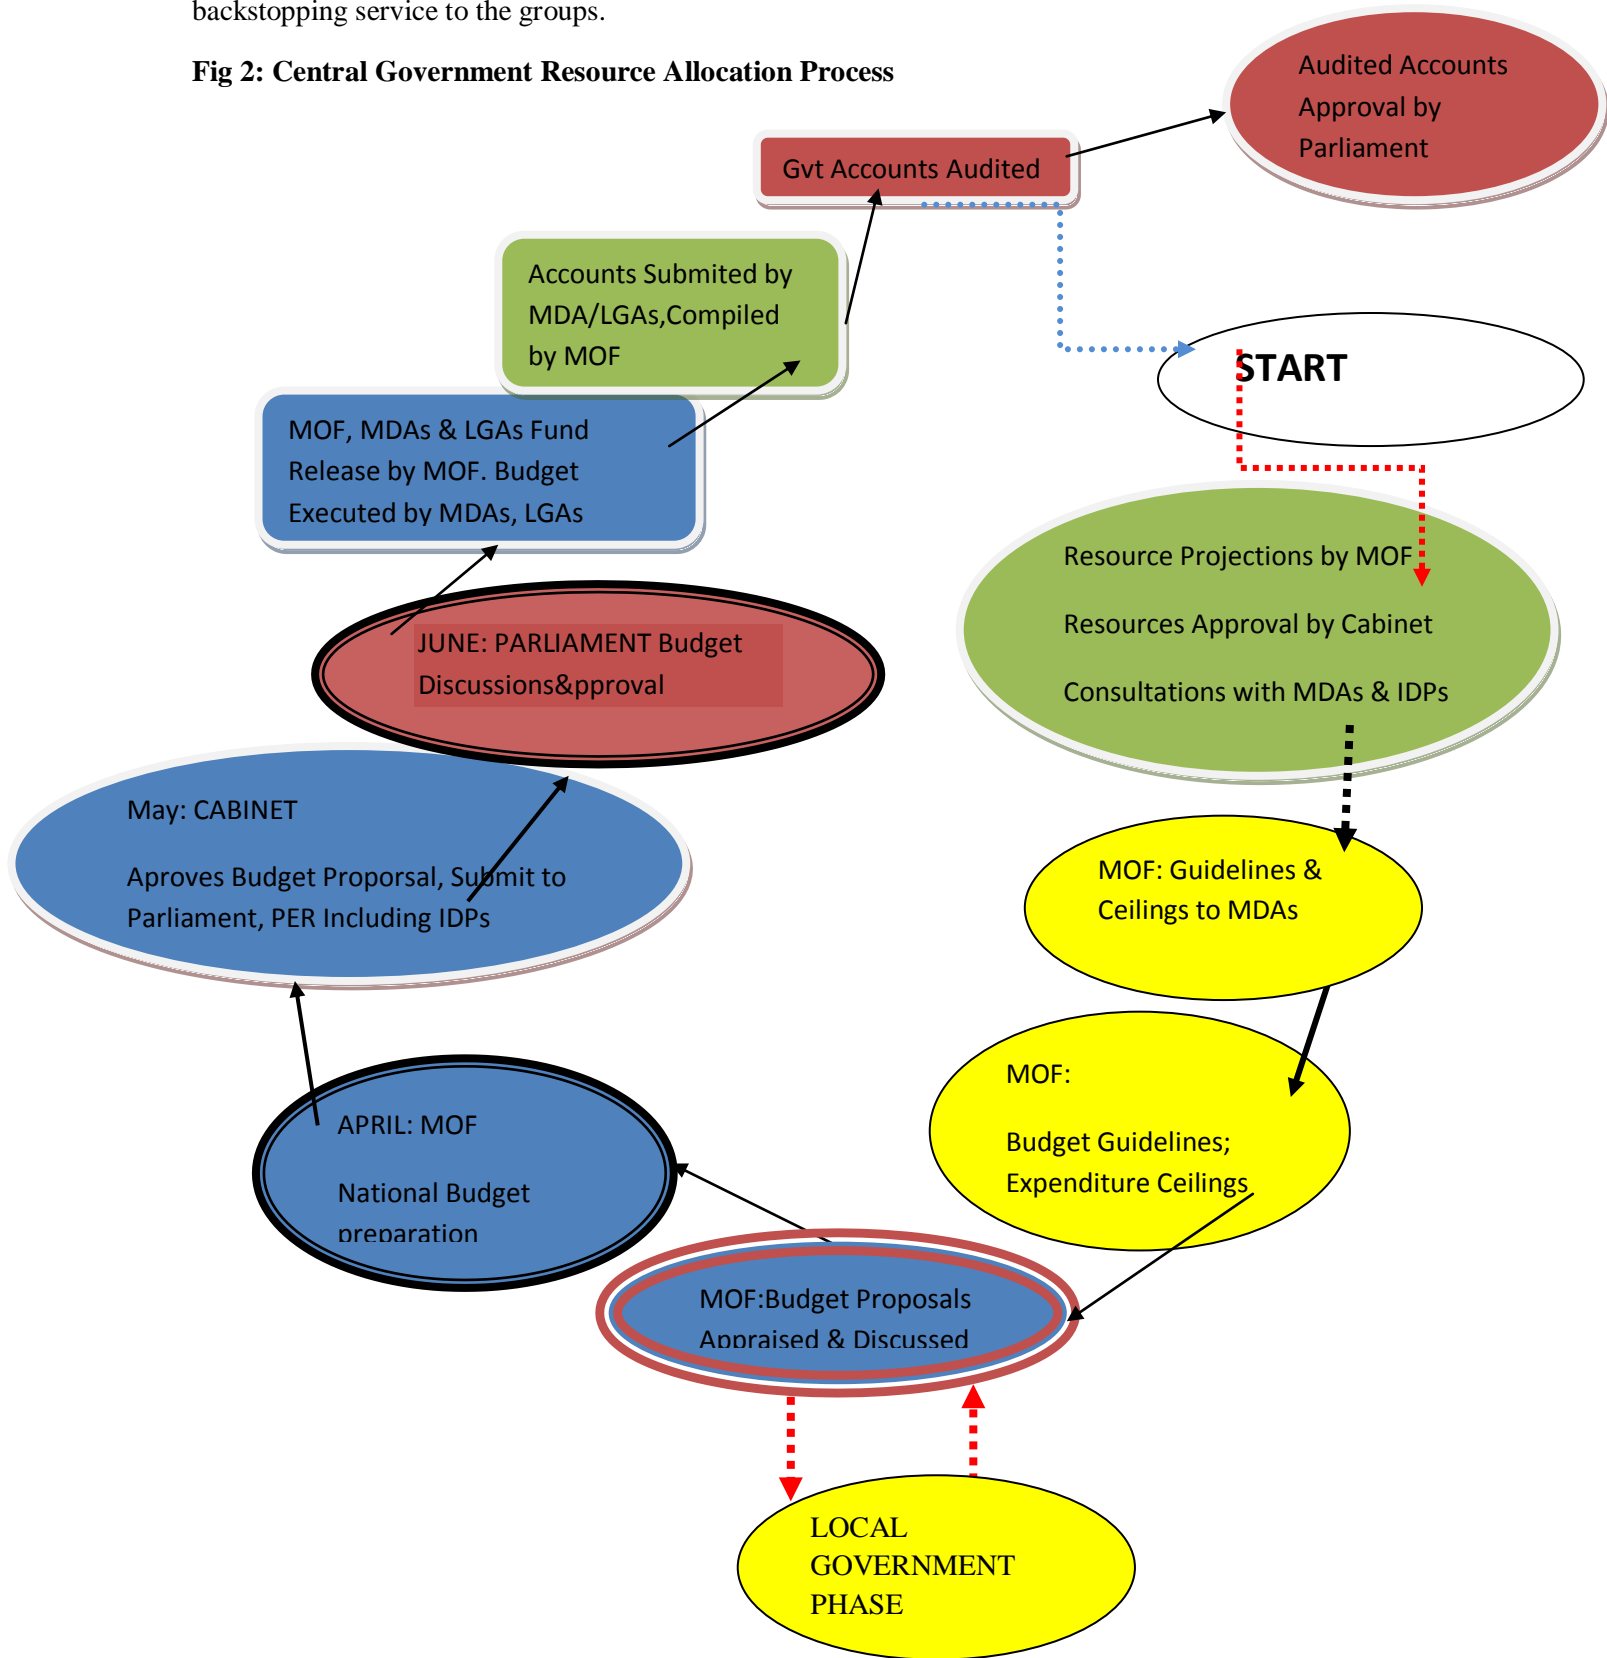 backstopping service to the groups.
Fig 2: Central Government Resource Allocation Process
Audited Accounts
Approval by
Parliament
Gvt Accounts Audited
Accounts Submited by
MDA/LGAs,Compiled
by MOF
START
MOF, MDAs & LGAs Fund
Release by MOF. Budget
Executed by MDAs, LGAs
Resource Projections by MOF
Resources Approval by Cabinet
Consultations with MDAs & IDPs
JUNE: PARLIAMENT Budget
Discussions&pproval
May: CABINET
Aproves Budget Proporsal, Submit to
Parliament, PER Including IDPs
MOF: Guidelines &
Ceilings to MDAs
MOF:
Budget Guidelines;
Expenditure Ceilings
APRIL: MOF
National Budget
preparation
MOF:Budget Proposals
Appraised & Discussed
LOCAL
GOVERNMENT
PHASE